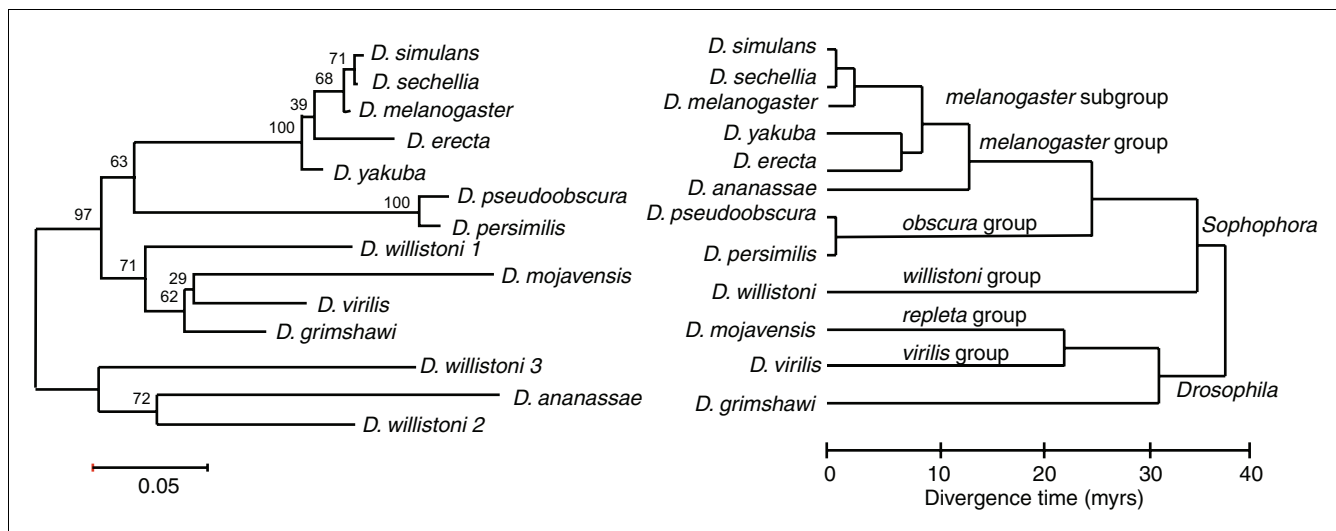 71
D. simulans
68
D. sechellia
39
D. melanogaster
100
D. erecta
63
D. yakuba
100
D. pseudoobscura
97
D. persimilis
71
D. willistoni 1
29
D. mojavensis
62
D. virilis
D. grimshawi
D. willistoni 3
72
D. ananassae
D. willistoni 2
0.05
D. simulans
D. sechellia
D. melanogaster
melanogaster subgroup
D. yakuba
melanogaster group
D. erecta
D. ananassae
D. pseudoobscura
obscura group
Sophophora
D. persimilis
willistoni group
D. willistoni
repleta group
D. mojavensis
virilis group
D. virilis
Drosophila
D. grimshawi
0 10 20 30 40
Divergence time (myrs)